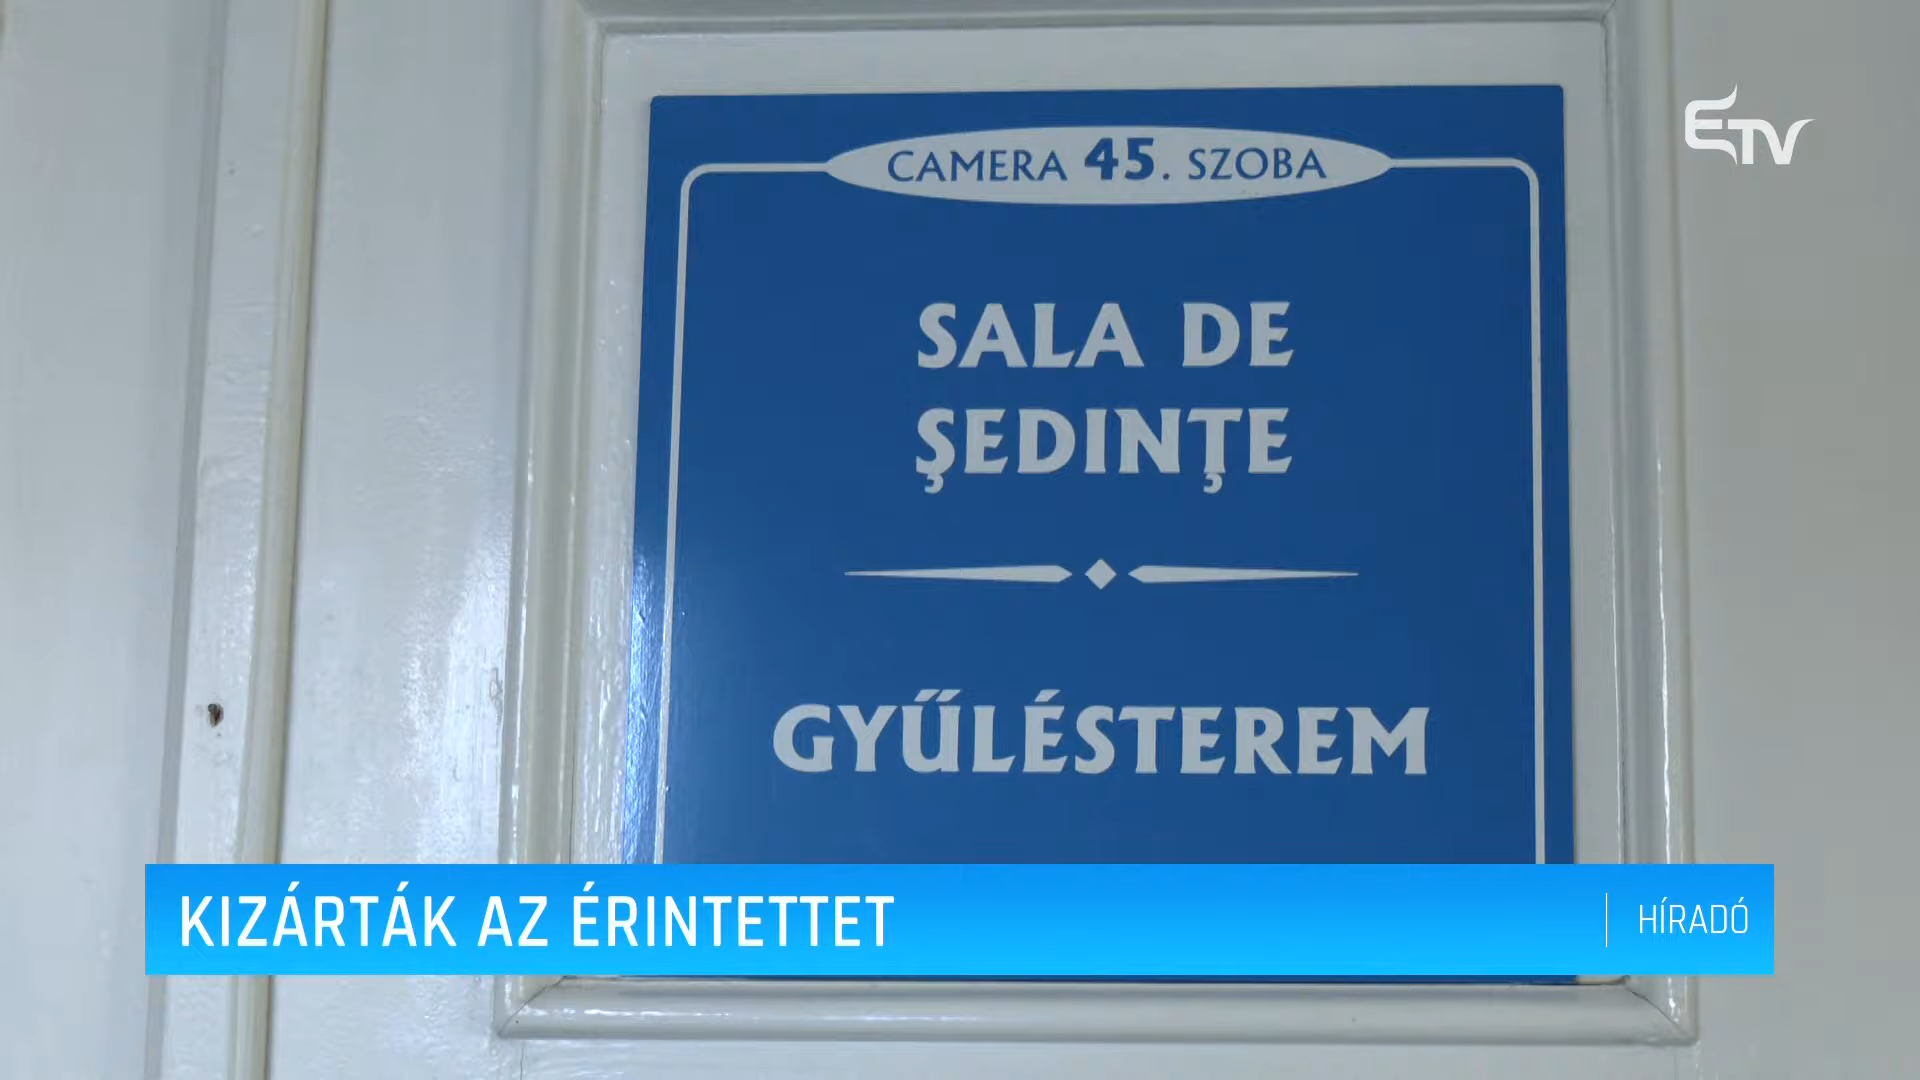 ETV
CAMERA 45. SZOBA
SALA DE
ŞEDINŢE
GYŰLÉSTEREM
KIZÁRTÁK AZ ÉRINTETTET
HÍRADÓ